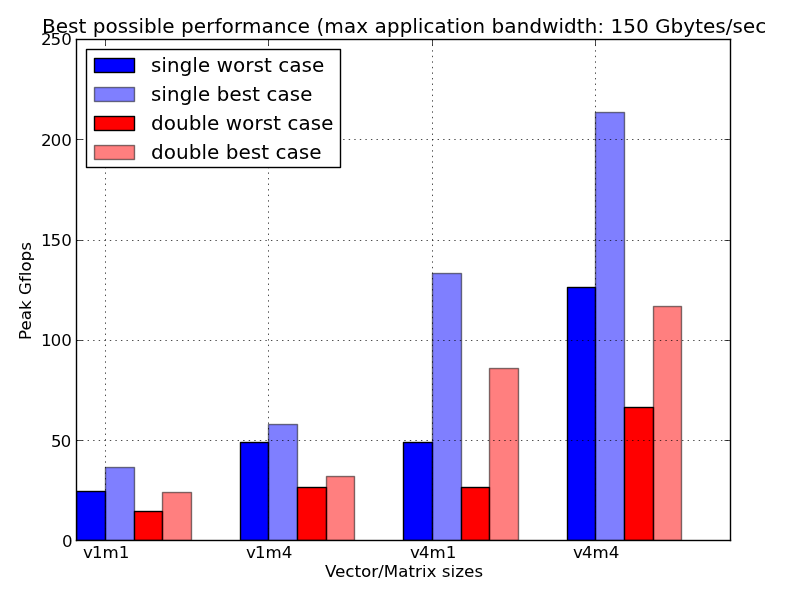 Best possible performance (max application bandwidth: 150 Gbytes/sec
250
200
150
100
50
0
Peak Gflops
single worst case
single best case
double worst case
double best case
v1m1 v1m4 v4m1 v4m4
Vector/Matrix sizes